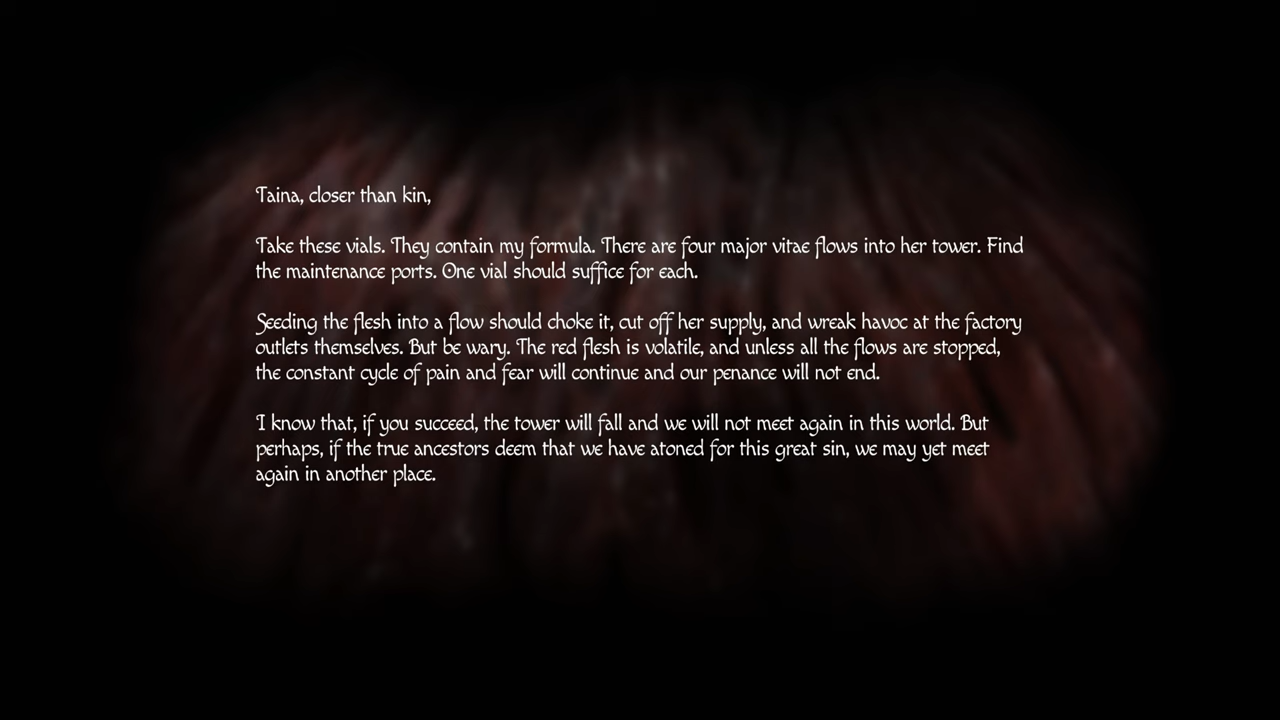 Taina, closer than kin,
Take these vials. They contain my formula. There are four major vitae flows into her tower. Find
the maintenance ports. One vial should suffice for each.
Seeding the flesh into a flow should choke it, cut off her supply, and wreak havoc at the factory
outlets themselves. But be wary. The red flesh is volatile, and unless all the flows are stopped,
the constant cycle of pain and fear will continue and our penance will not end.
I know that, if you succeed, the tower will fall and we will not meet again in this world. But
perhaps, if the true ancestors deem that we have atoned for this great sin, we may yet meet
again in another place.